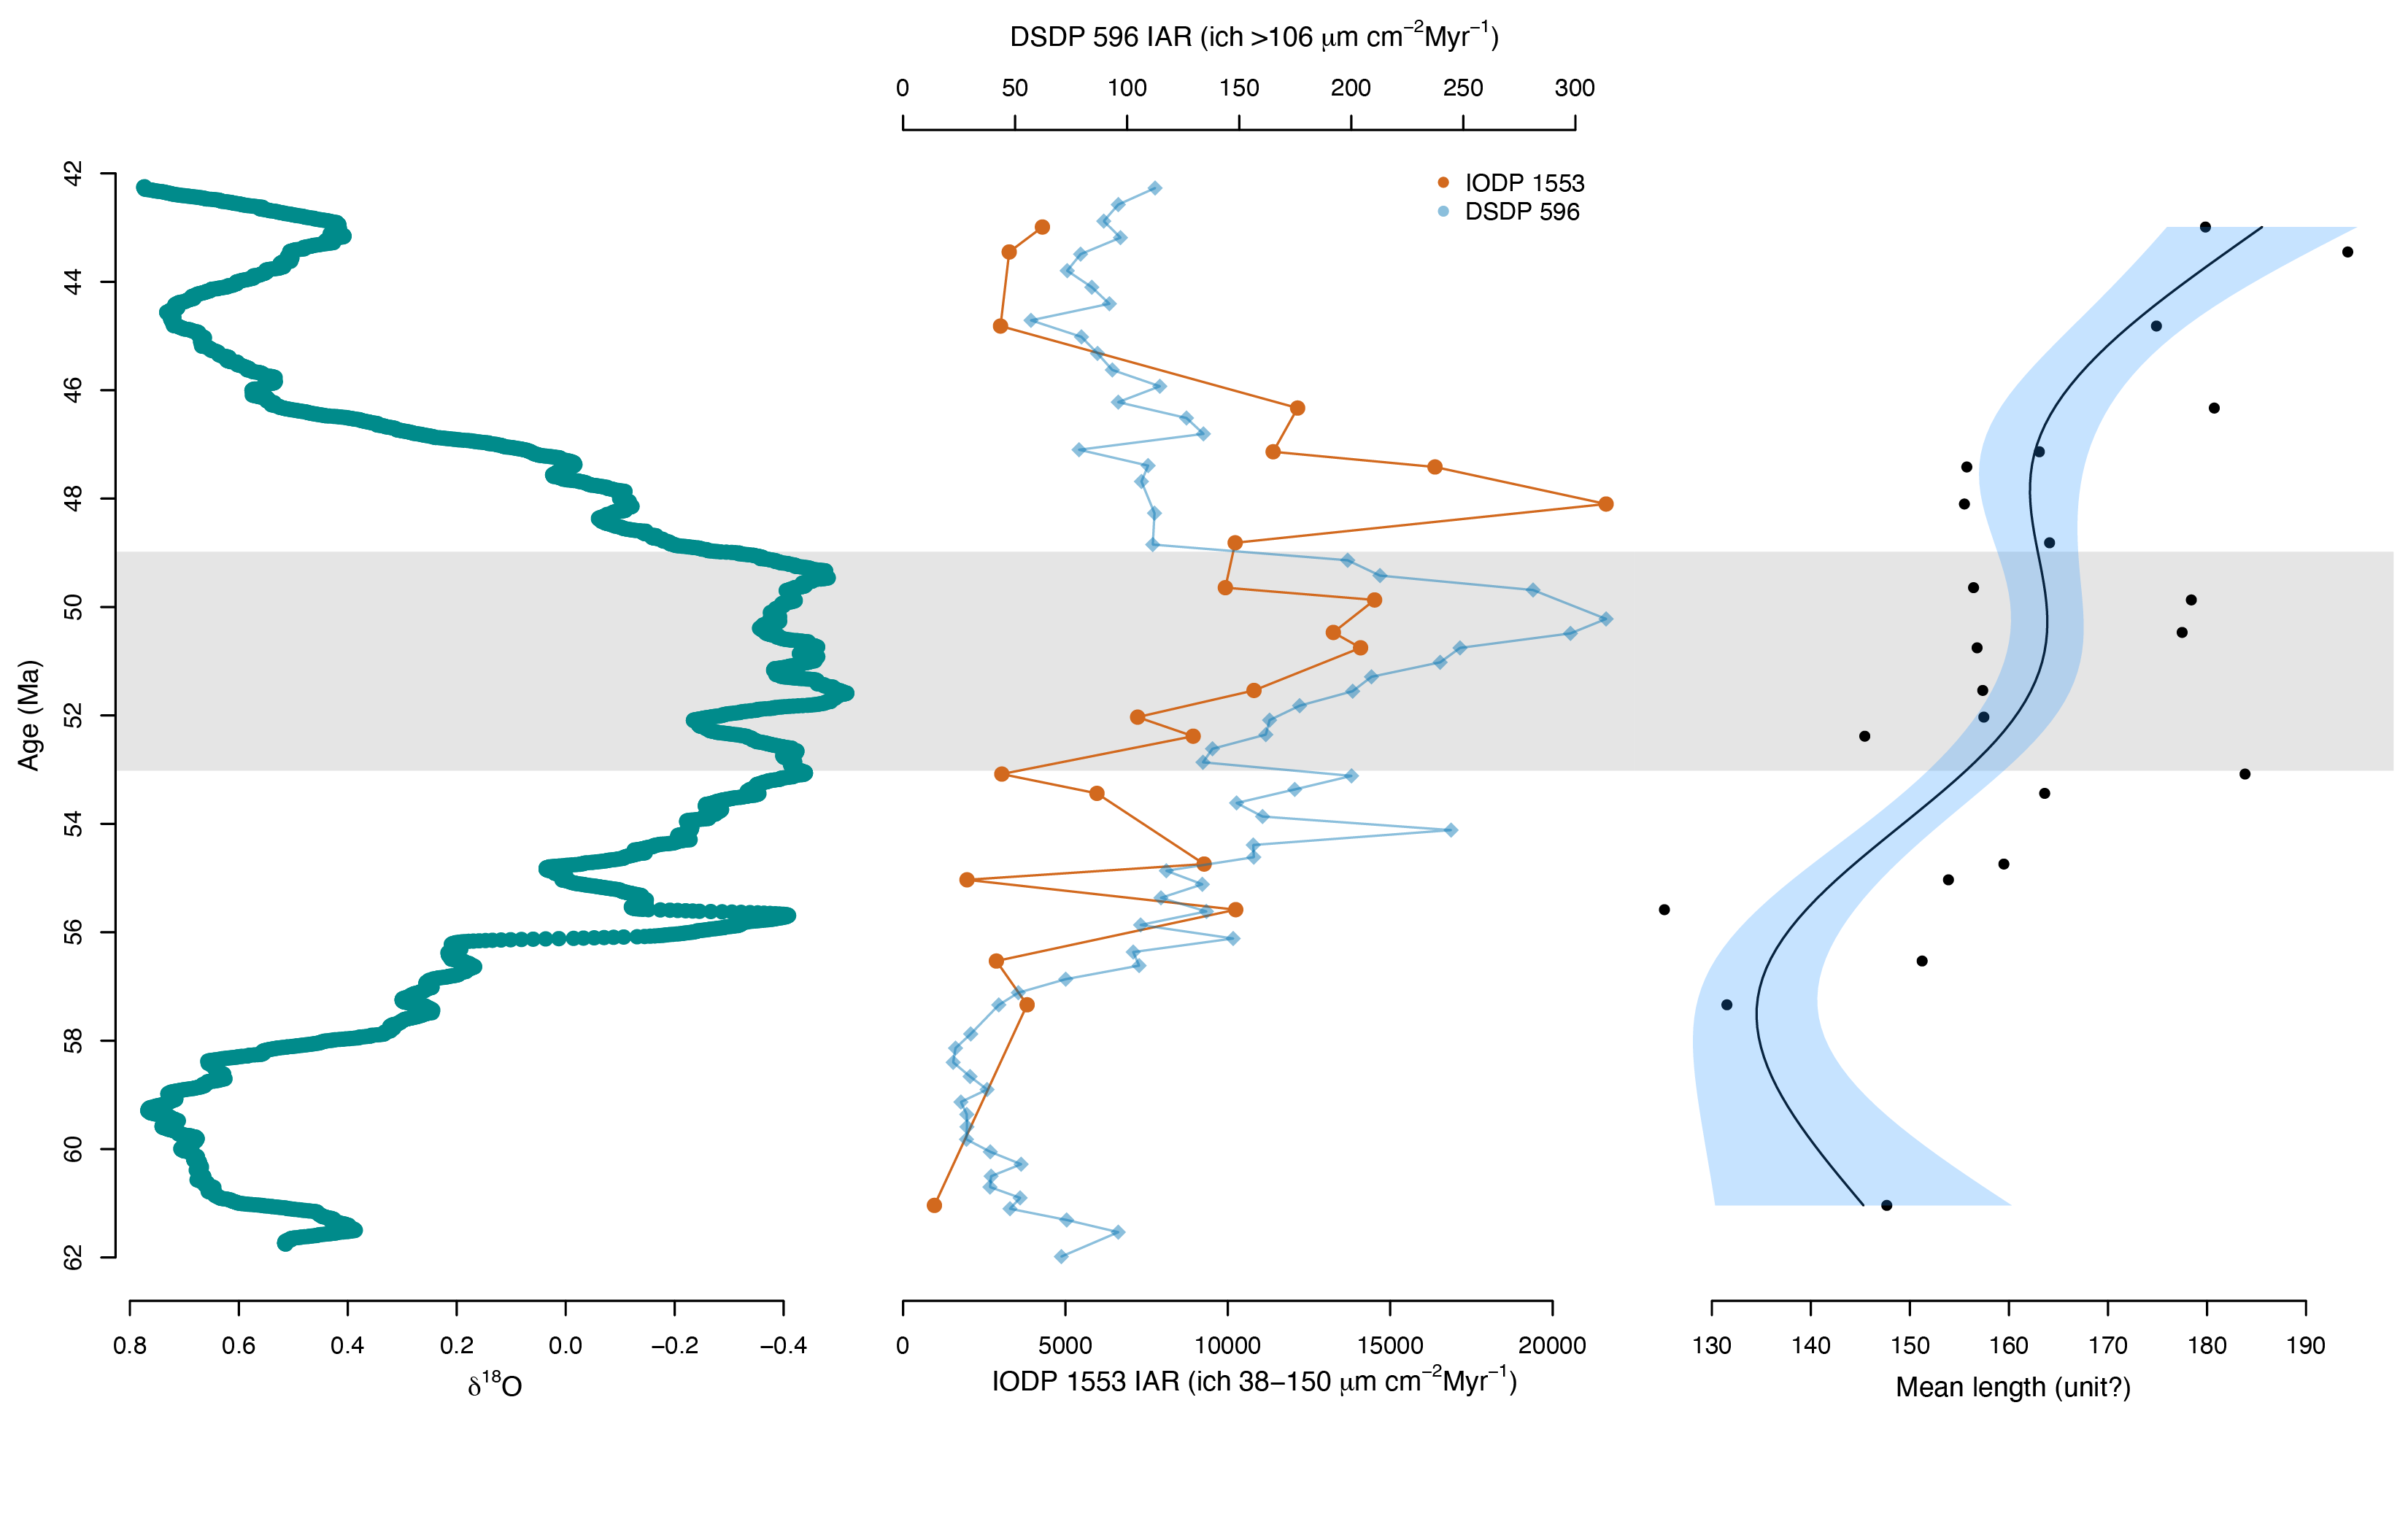 DSDP 596 IAR (ich >106 μm cm−2Myr−1)
0 50 100 150 200 250 300
IODP 1553
DSDP 596
Age (Ma)
42
44
46
48
50
52
54
56
58
60
62
0.8 0.6 0.4 0.2 0.0 −0.2 −0.4
δ18O
0 5000 10000 15000 20000
IODP 1553 IAR (ich 38−150 μm cm−2Myr−1)
130 140 150 160 170 180 190
Mean length (unit?)